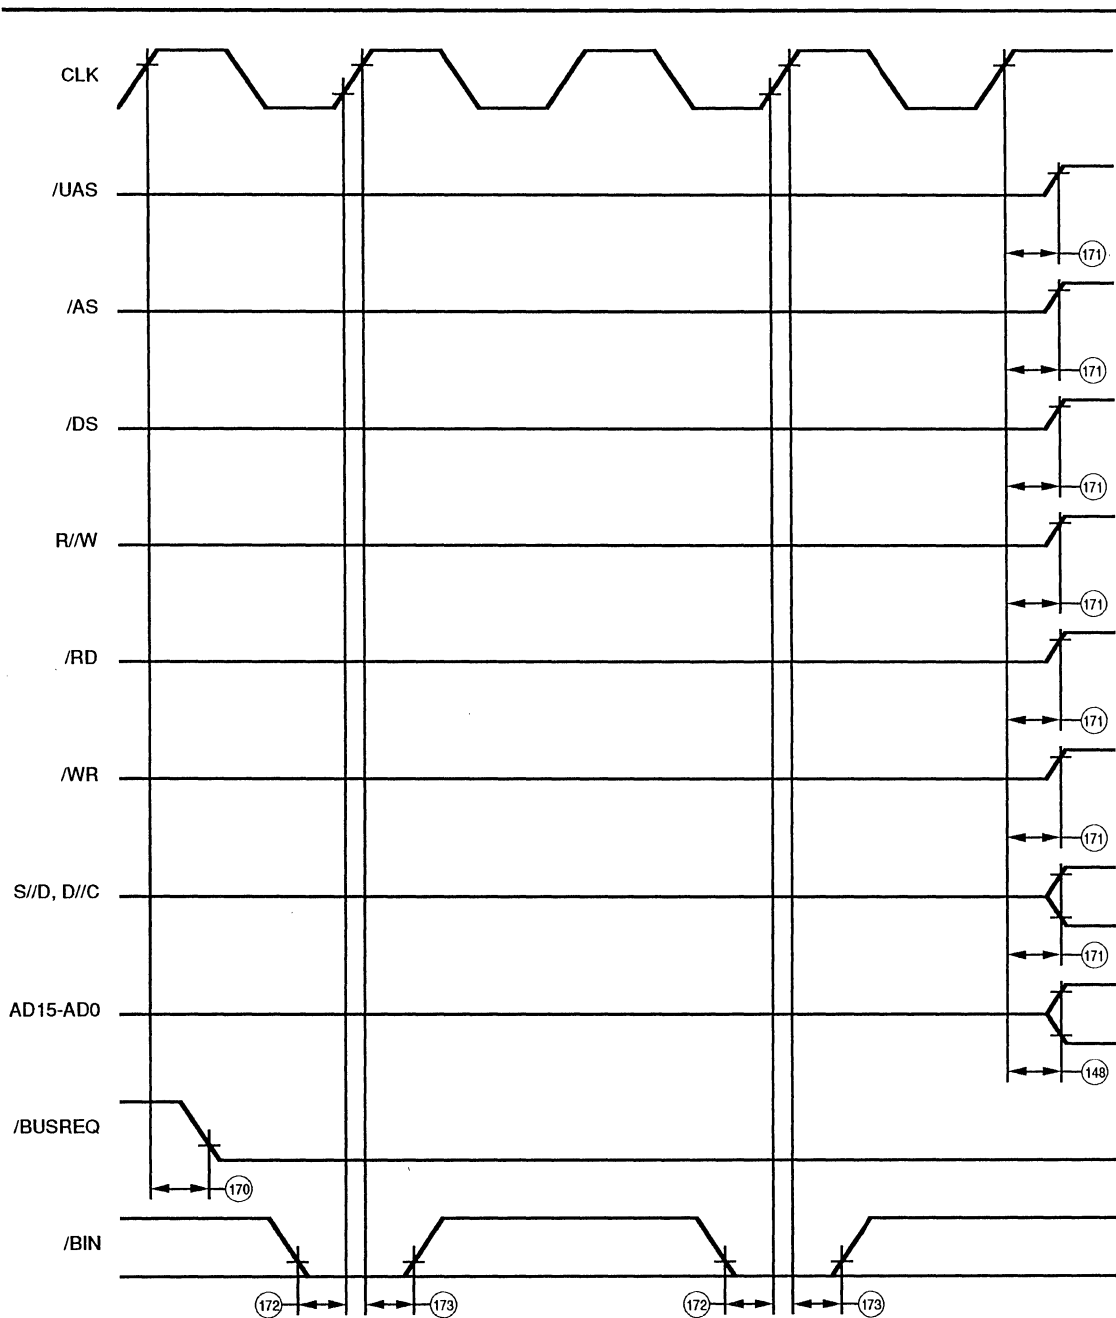 CLK
/UAS
171
/AS
171
/DS
171
R//W
171
/RD
171
/WR
171
S//D, D//C
171
AD15-AD0
148
/BUSREQ
170
/BIN
172 173 172 173